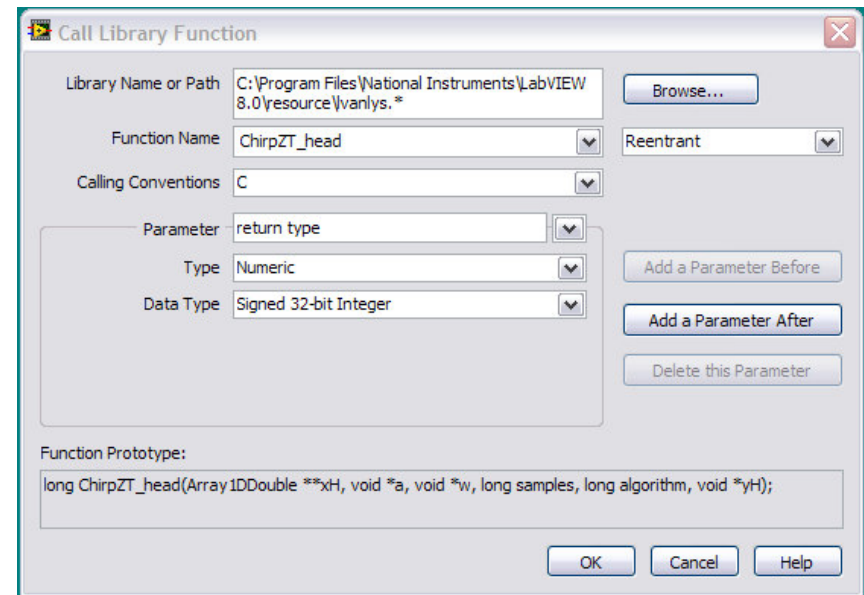 Call Library Function
Library Name or Path
C:\Program Files\National Instruments\LabVIEW
8.0\resource\lvanlys.*
Browse...
Function Name
ChirpZT_head
Reentrant
Calling Conventions
C
Parameter
return type
Type
Numeric
Add a Parameter Before
Data Type
Signed 32-bit Integer
Add a Parameter After
Delete this Parameter
Function Prototype:
long ChirpZT_head(Array1DDouble **xH, void *a, void *w, long samples, long algorithm, void *yH);
OK
Cancel
Help